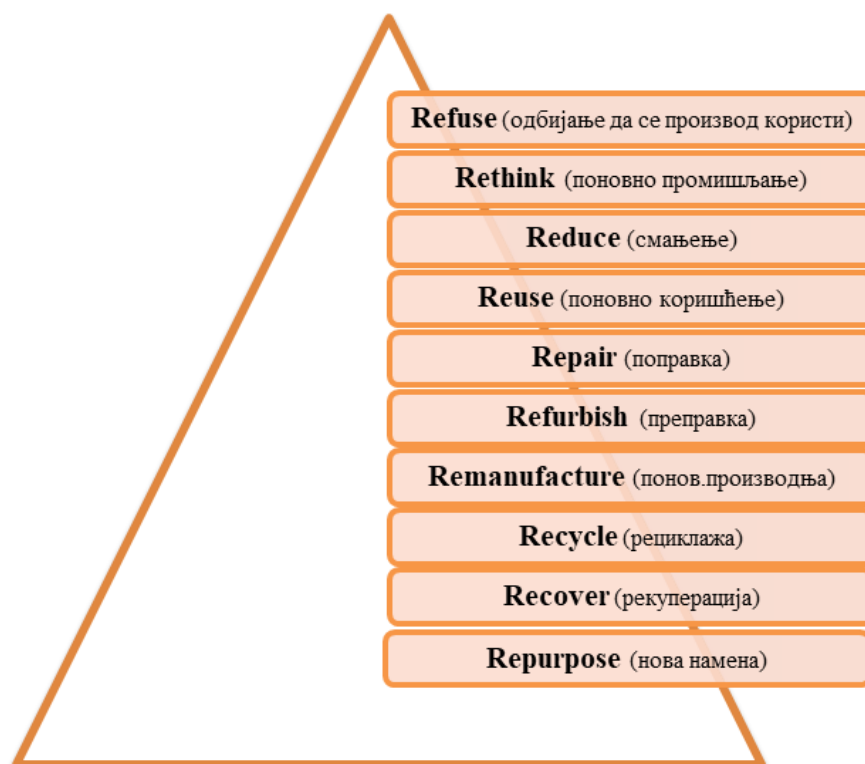 Refuse (одбијање да се производ користи)
Rethink (поновно промишљање)
Reduce (смањење)
Reuse (поновно коришћење)
Repair (поправка)
Refurbish (преправка)
Remanufacture (понов.производња)
Recycle (рециклажа)
Recover (рекуперација)
Repurpose (нова намена)